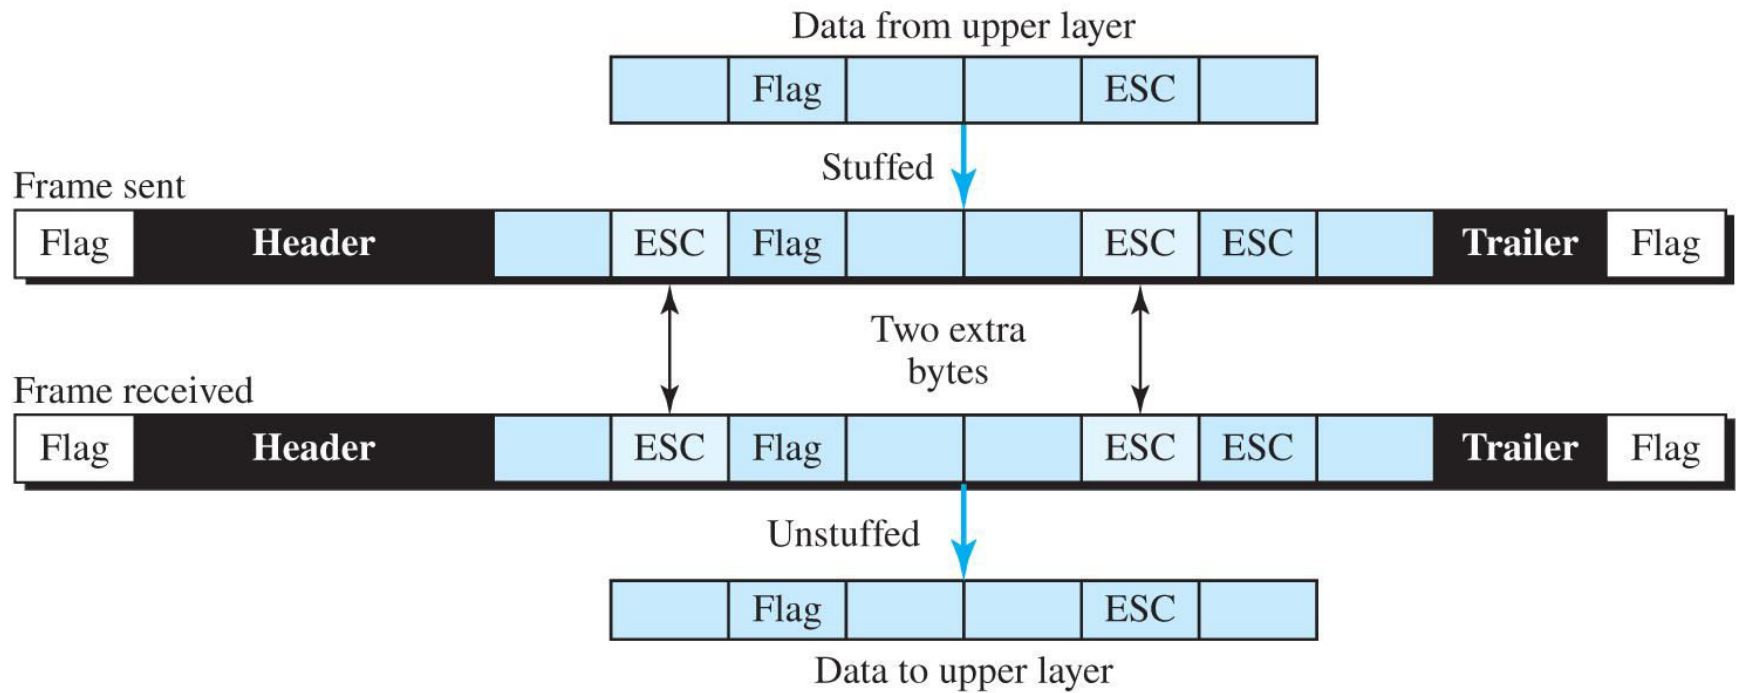 Data from upper layer
Flag ESC
Stuffed
Frame sent
Flag Header ESC Flag ESC ESC Trailer Flag
Two extra
bytes
Frame received
Flag Header ESC Flag ESC ESC Trailer Flag
Unstuffed
Flag ESC
Data to upper layer